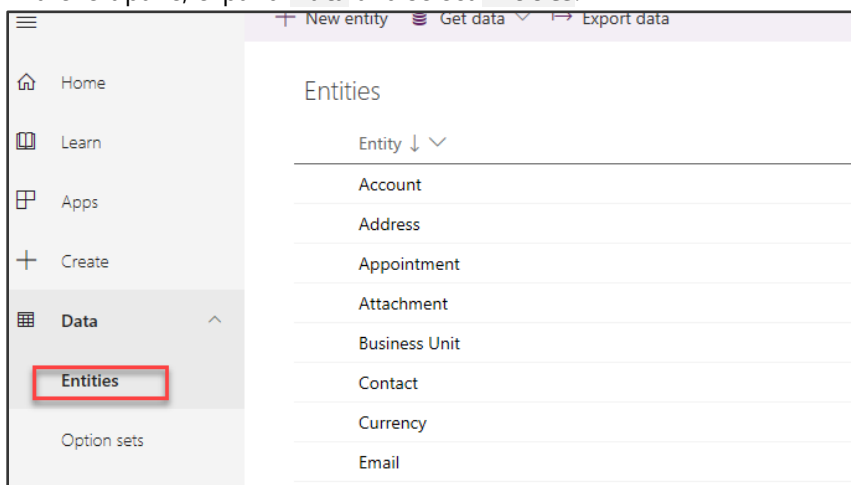 New entity Get data Export data
Home
Learn
Apps
Create
Data
Entities
Option sets
Entities
Entity
Account
Address
Appointment
Attachment
Business Unit
Contact
Currency
Email